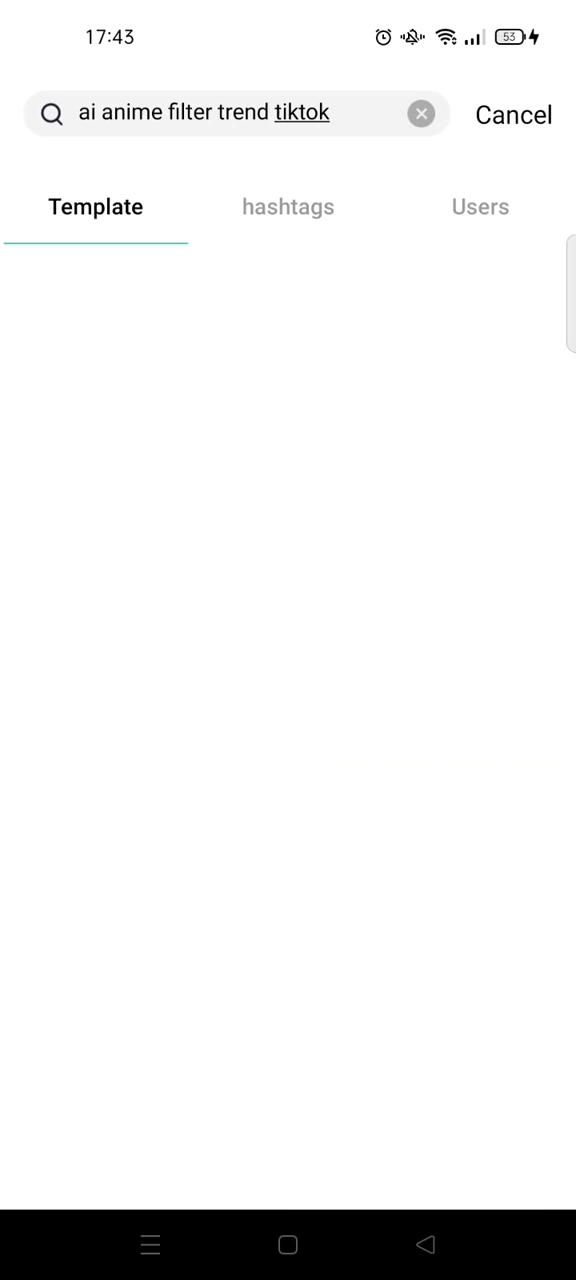 17:43
53
ai anime filter trend tiktok
Cancel
Template
hashtags
Users